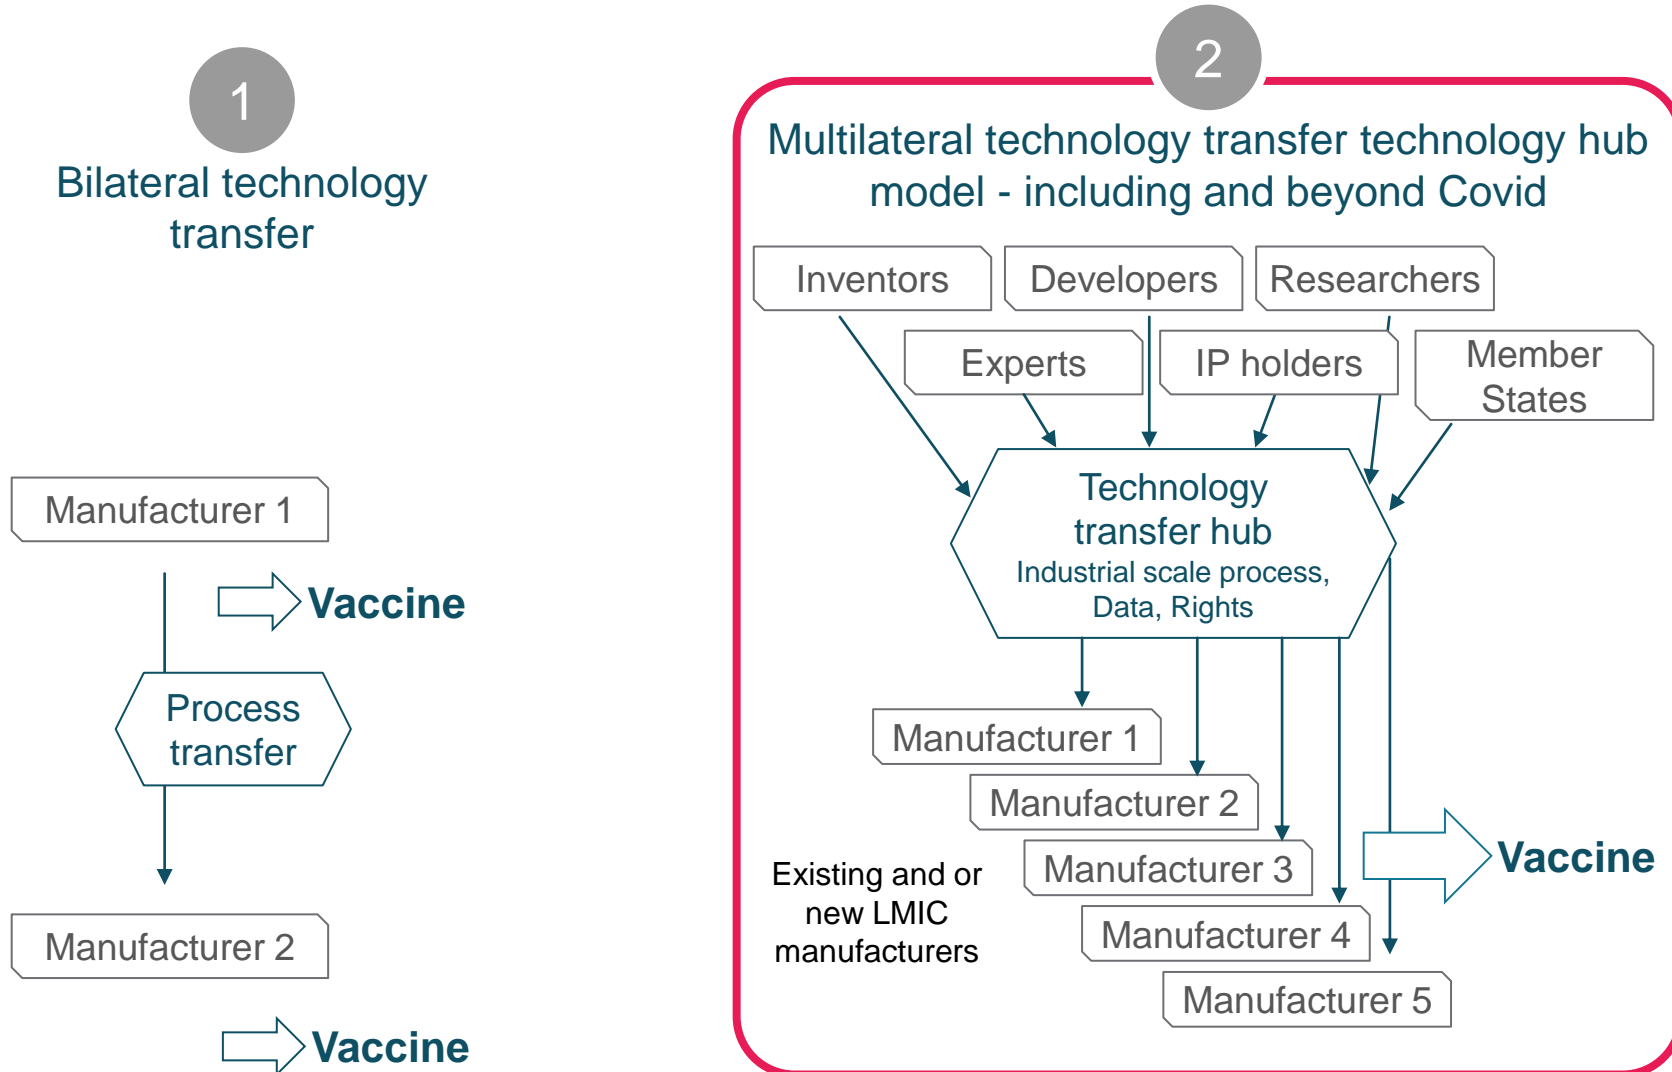 1
Bilateral technology
transfer
Manufacturer 1
Vaccine
Process
transfer
Manufacturer 2
Vaccine
2
Multilateral technology transfer technology hub
model - including and beyond Covid
Inventors
Developers
Researchers
Experts
IP holders
Member
States
Technology
transfer hub
Industrial scale process,
Data, Rights
Manufacturer 1
Manufacturer 2
Manufacturer 3
Manufacturer 4
Manufacturer 5
Existing and or
new LMIC
manufacturers
Vaccine